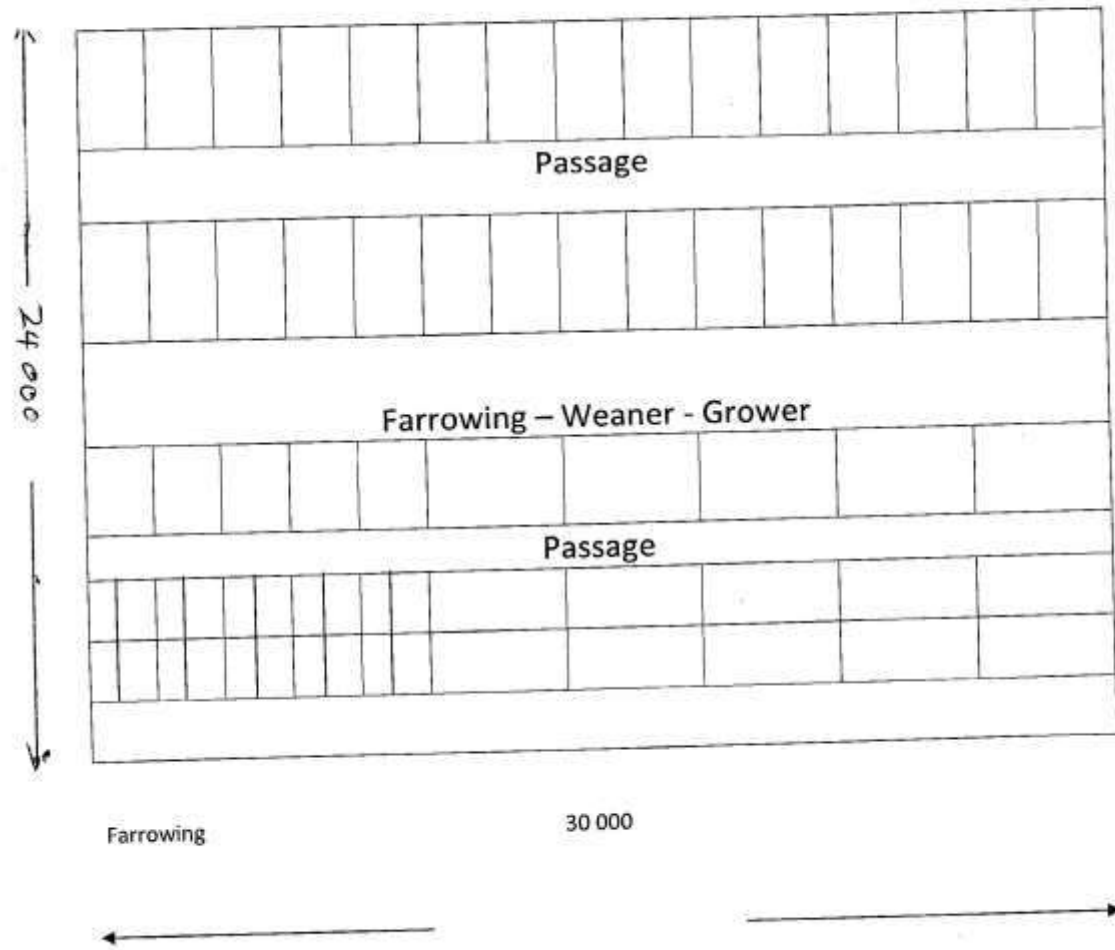 Passage
24 000
Farrowing – Weaner - Grower
Passage
Farrowing
30 000